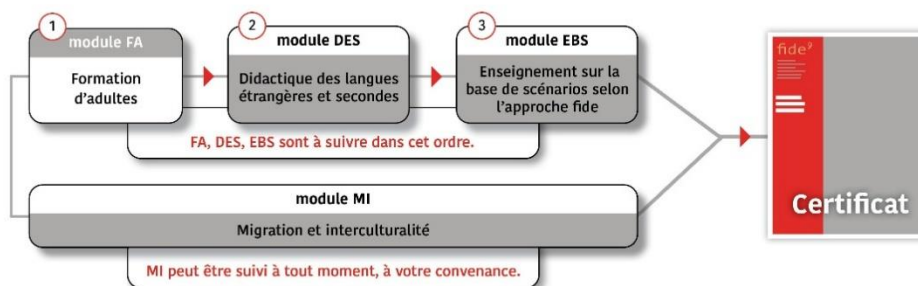 1
module FA
Formation
d'adultes
2
module DES
Didactique des langues
étrangères et secondes
3
module EBS
Enseignement sur la
base de scénarios selon
l'approche fide
FA, DES, EBS sont à suivre dans cet ordre.
module MI
Migration et interculturalité
MI peut être suivi à tout moment, à votre convenance.
fide
Certificat